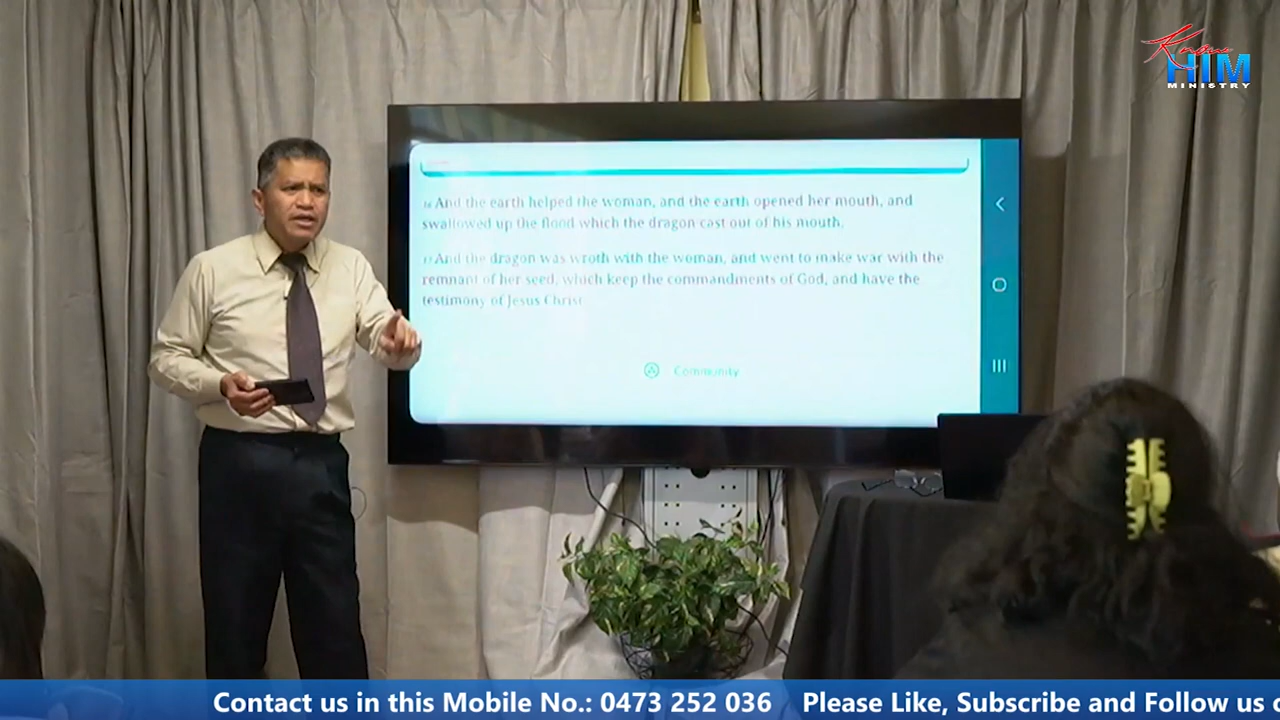 Know
HIM
MINISTRY
16 And the earth helped the woman, and the earth opened her mouth, and
swallowed up the flood which the dragon cast out of his mouth.
17 And the dragon was wroth with the woman, and went to make war with the
remnant of her seed, which keep the commandments of God, and have the
testimony of Jesus Christ
Community
Contact us in this Mobile No.: 0473 252 036 Please Like, Subscribe and Follow us